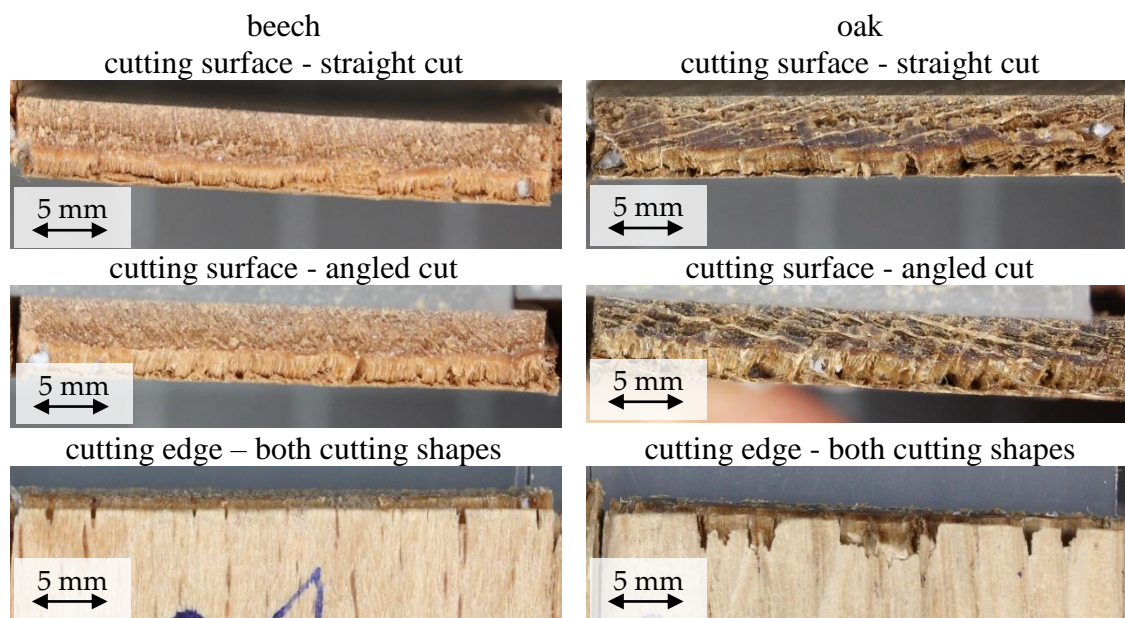 beech
cutting surface - straight cut
5 mm
cutting surface - angled cut
5 mm
cutting edge – both cutting shapes
5 mm
oak
cutting surface - straight cut
5 mm
cutting surface - angled cut
5 mm
cutting edge - both cutting shapes
5 mm